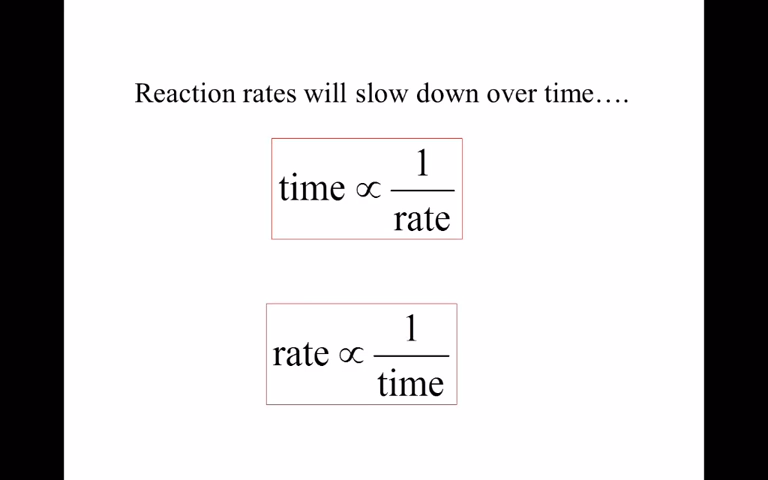 Reaction rates will slow down over time….
time ∝ 1/rate
rate ∝ 1/time